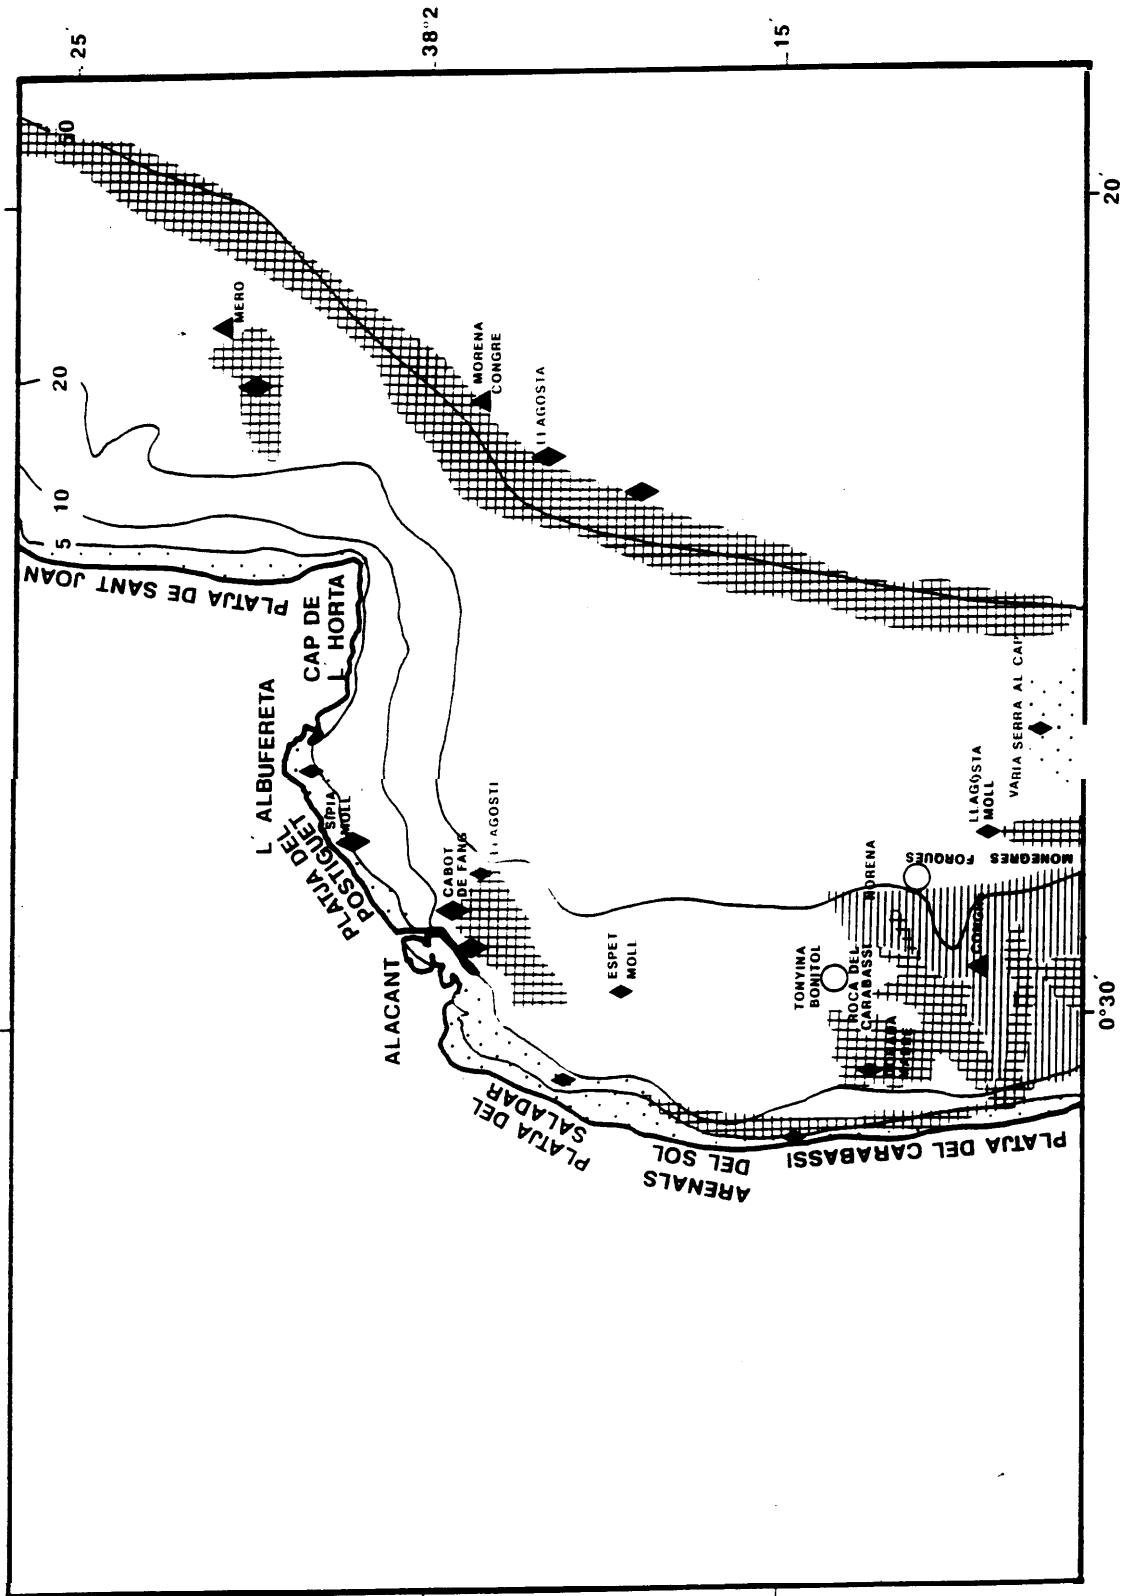 25´
38°2
15´
50
20´
MERO
20
MORENA
CONGRE
LLAGOSTA
10
5
PLATJA DE SANT JOAN
CAP DE
L´ HORTA
L´ ALBUFERETA
SIPIA
MOLL
PLATJA DEL
POSTIGUET
CABOT
DE FANG
LLAGOSTI
VARIA SERRA AL CAP
LLAGOSTA
MOLL
MORENA
FORQUES
MONEGRES
ALACANT
ESPET
MOLL
TONYINA
BONITOL
ROCA DEL
CARABASSI
CONGRE
0°30´
PLATJA DEL
SALADAR
ARENALS
DEL SOL
PLATJA DEL CARABASSI